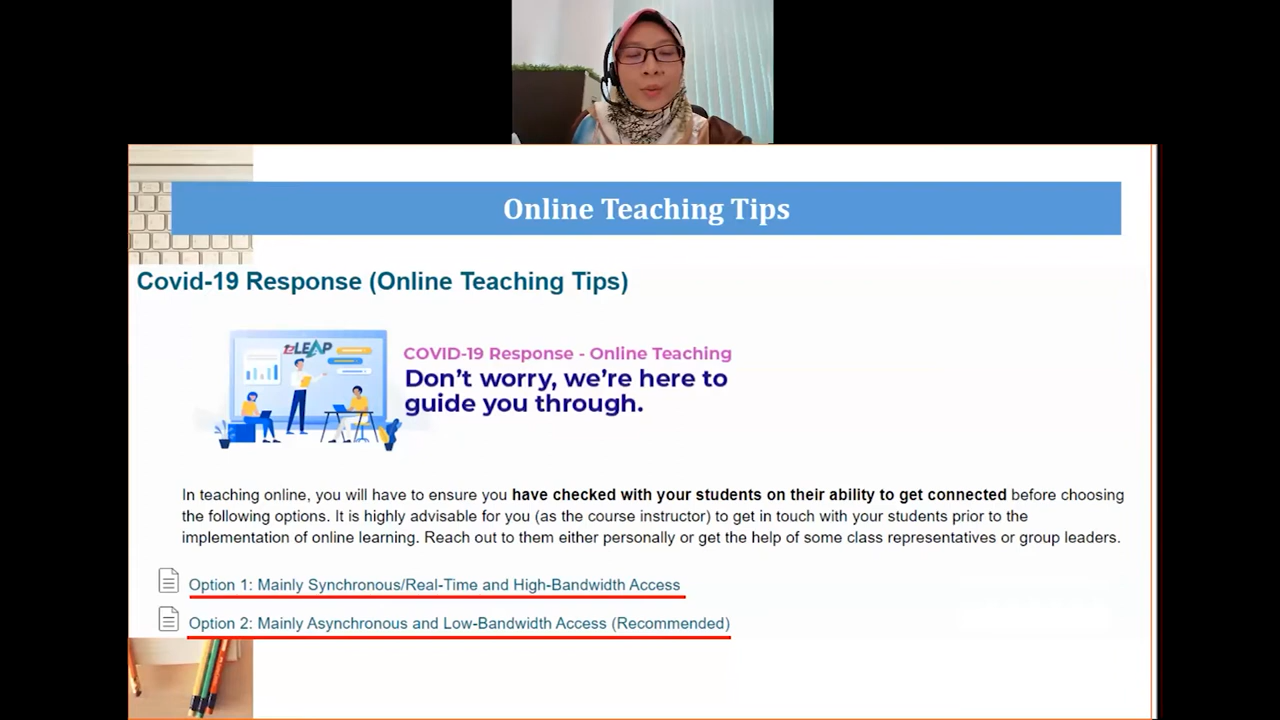 Online Teaching Tips
Covid-19 Response (Online Teaching Tips)
eLEAP
COVID-19 Response - Online Teaching
Don't worry, we're here to
guide you through.
In teaching online, you will have to ensure you have checked with your students on their ability to get connected before choosing
the following options. It is highly advisable for you (as the course instructor) to get in touch with your students prior to the
implementation of online learning. Reach out to them either personally or get the help of some class representatives or group leaders.
Option 1: Mainly Synchronous/Real-Time and High-Bandwidth Access
Option 2: Mainly Asynchronous and Low-Bandwidth Access (Recommended)